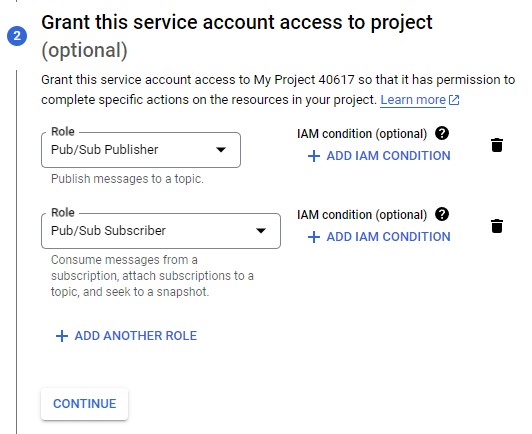 2
Grant this service account access to project
(optional)
Grant this service account access to My Project 40617 so that it has permission to
complete specific actions on the resources in your project. Learn more
Role
Pub/Sub Publisher
IAM condition (optional) ?
+ ADD IAM CONDITION
Publish messages to a topic.
Role
Pub/Sub Subscriber
IAM condition (optional) ?
+ ADD IAM CONDITION
Consume messages from a
subscription, attach subscriptions to a
topic, and seek to a snapshot.
+ ADD ANOTHER ROLE
CONTINUE